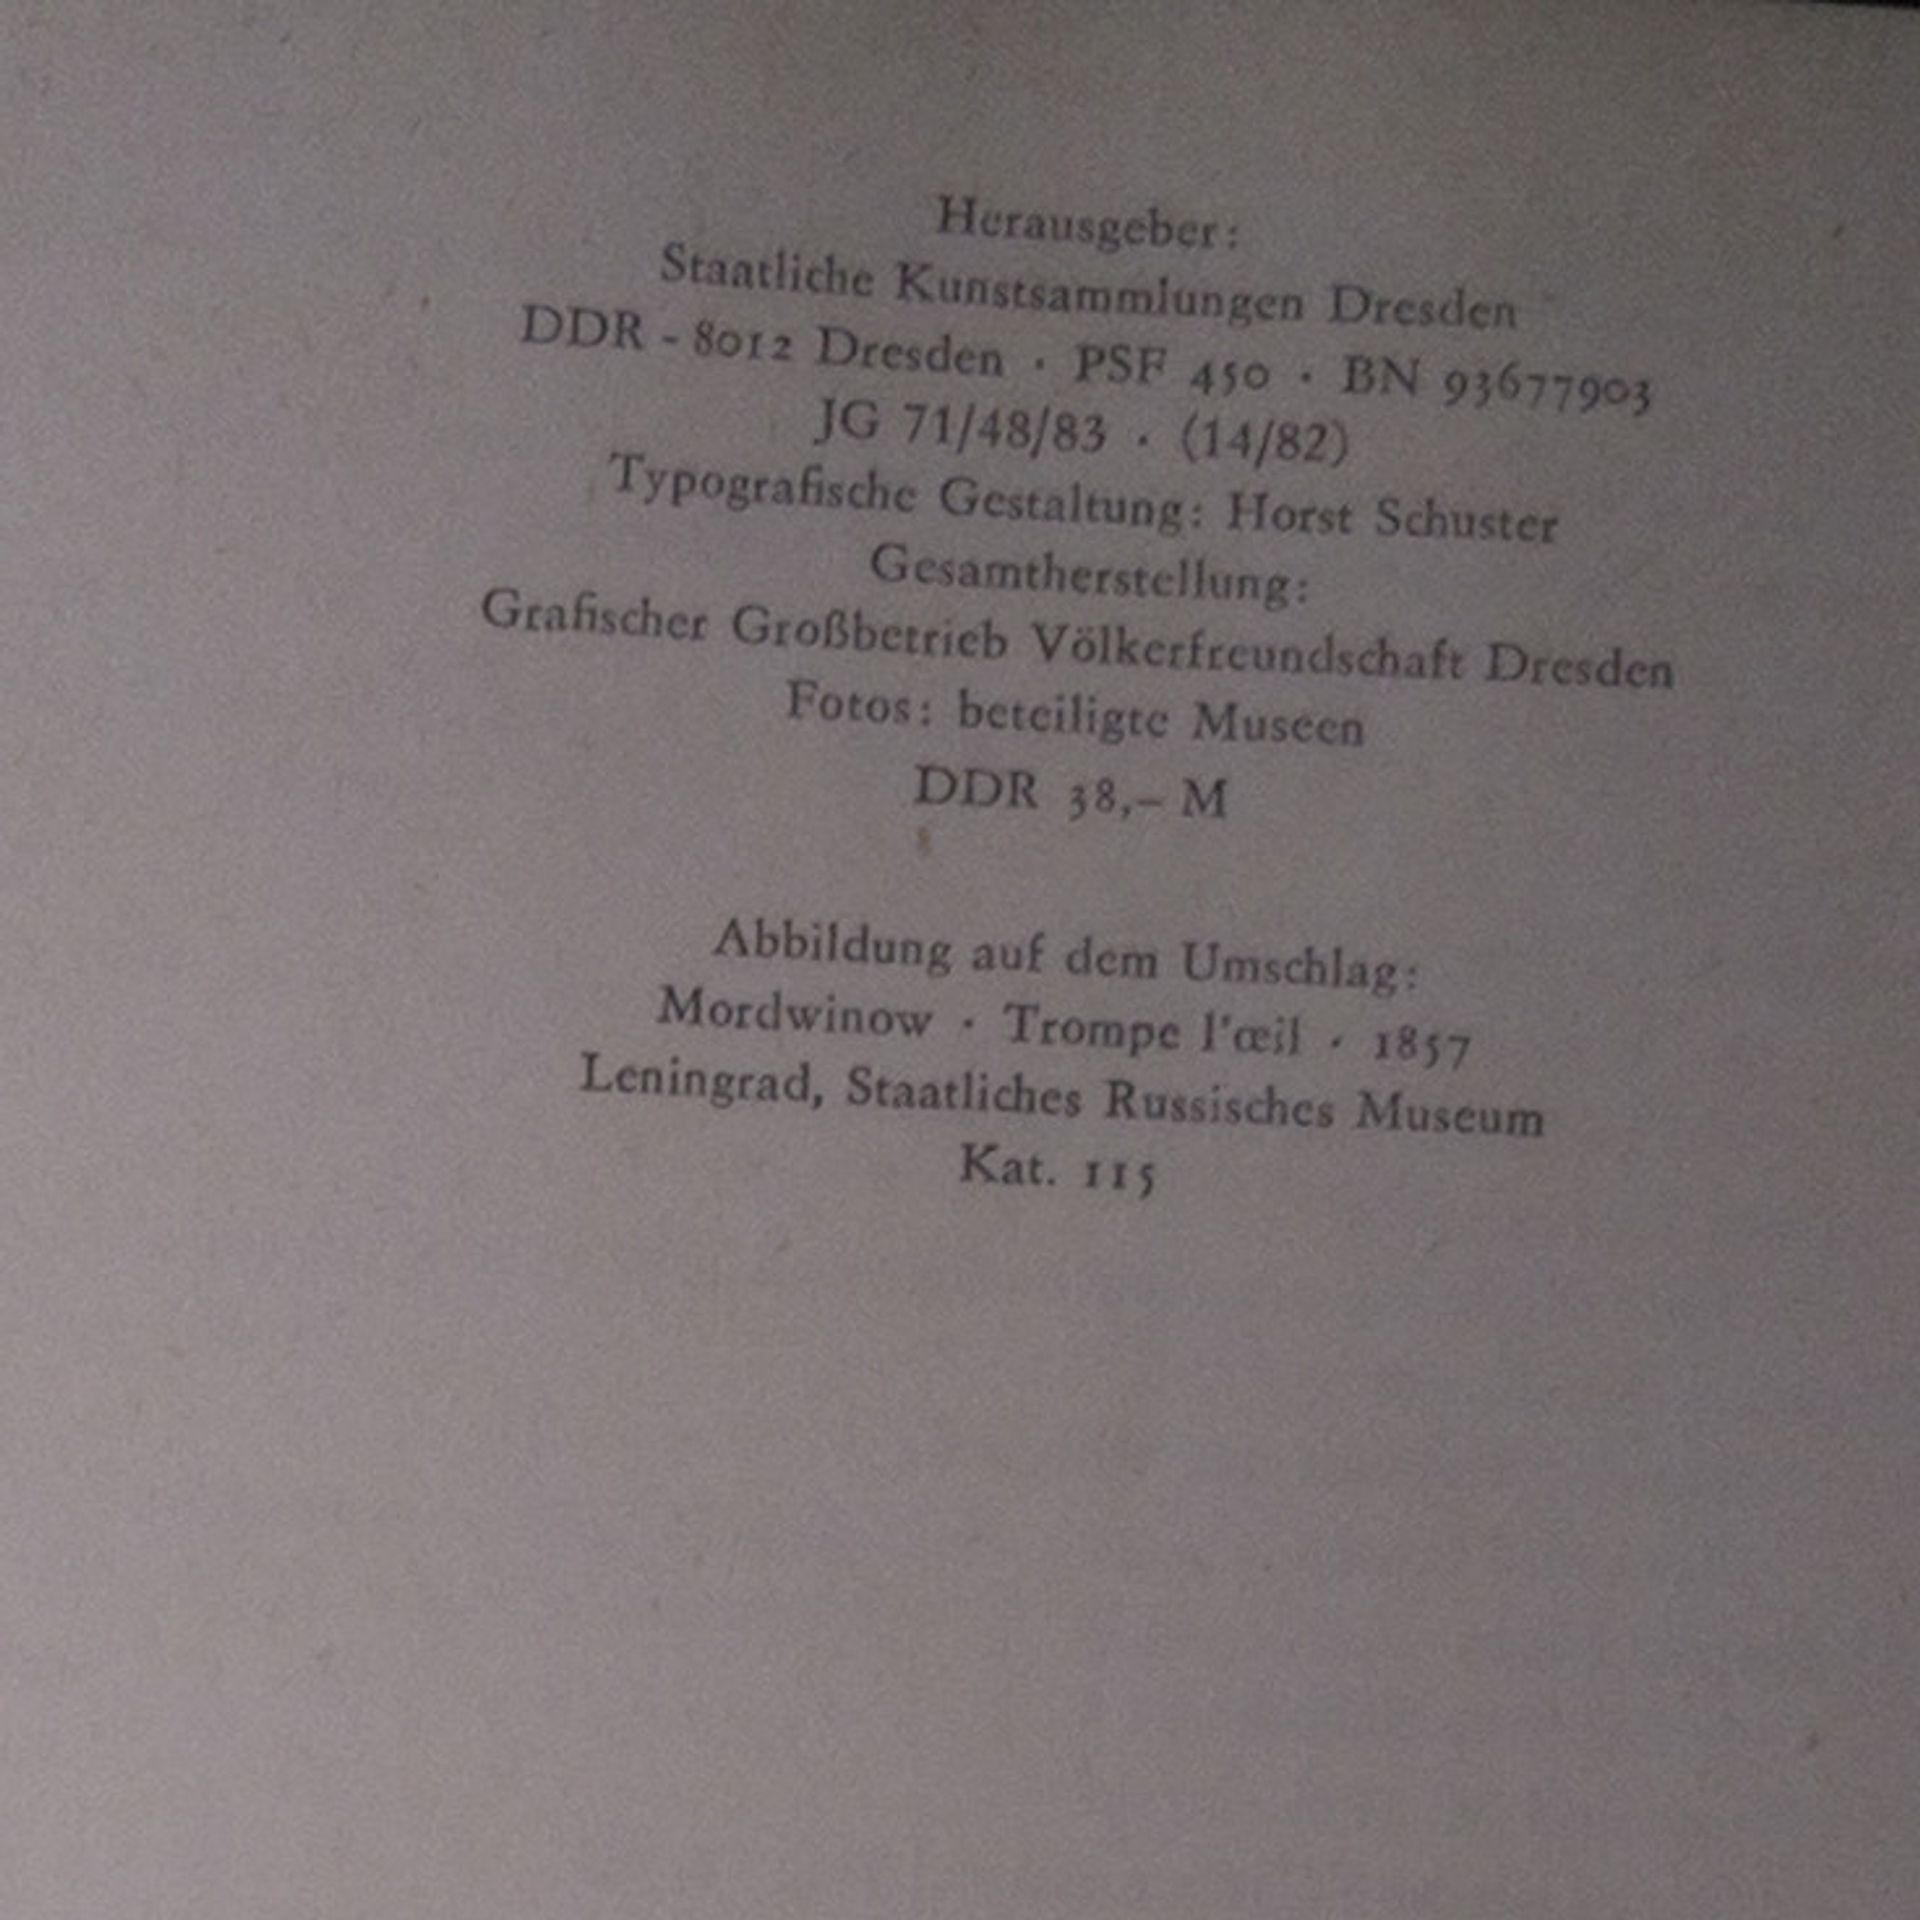 Herausgeber:
Staatliche Kunstsammlungen Dresden
DDR - 8012 Dresden · PSF 450 · BN 93677903
JG 71/48/83 · (14/82)
Typografische Gestaltung: Horst Schuster
Gesamtherstellung:
Grafischer Großbetrieb Völkerfreundschaft Dresden
Fotos: beteiligte Museen
DDR 38,– M
Abbildung auf dem Umschlag:
Mordwinow · Trompe l'œil · 1857
Leningrad, Staatliches Russisches Museum
Kat. 115